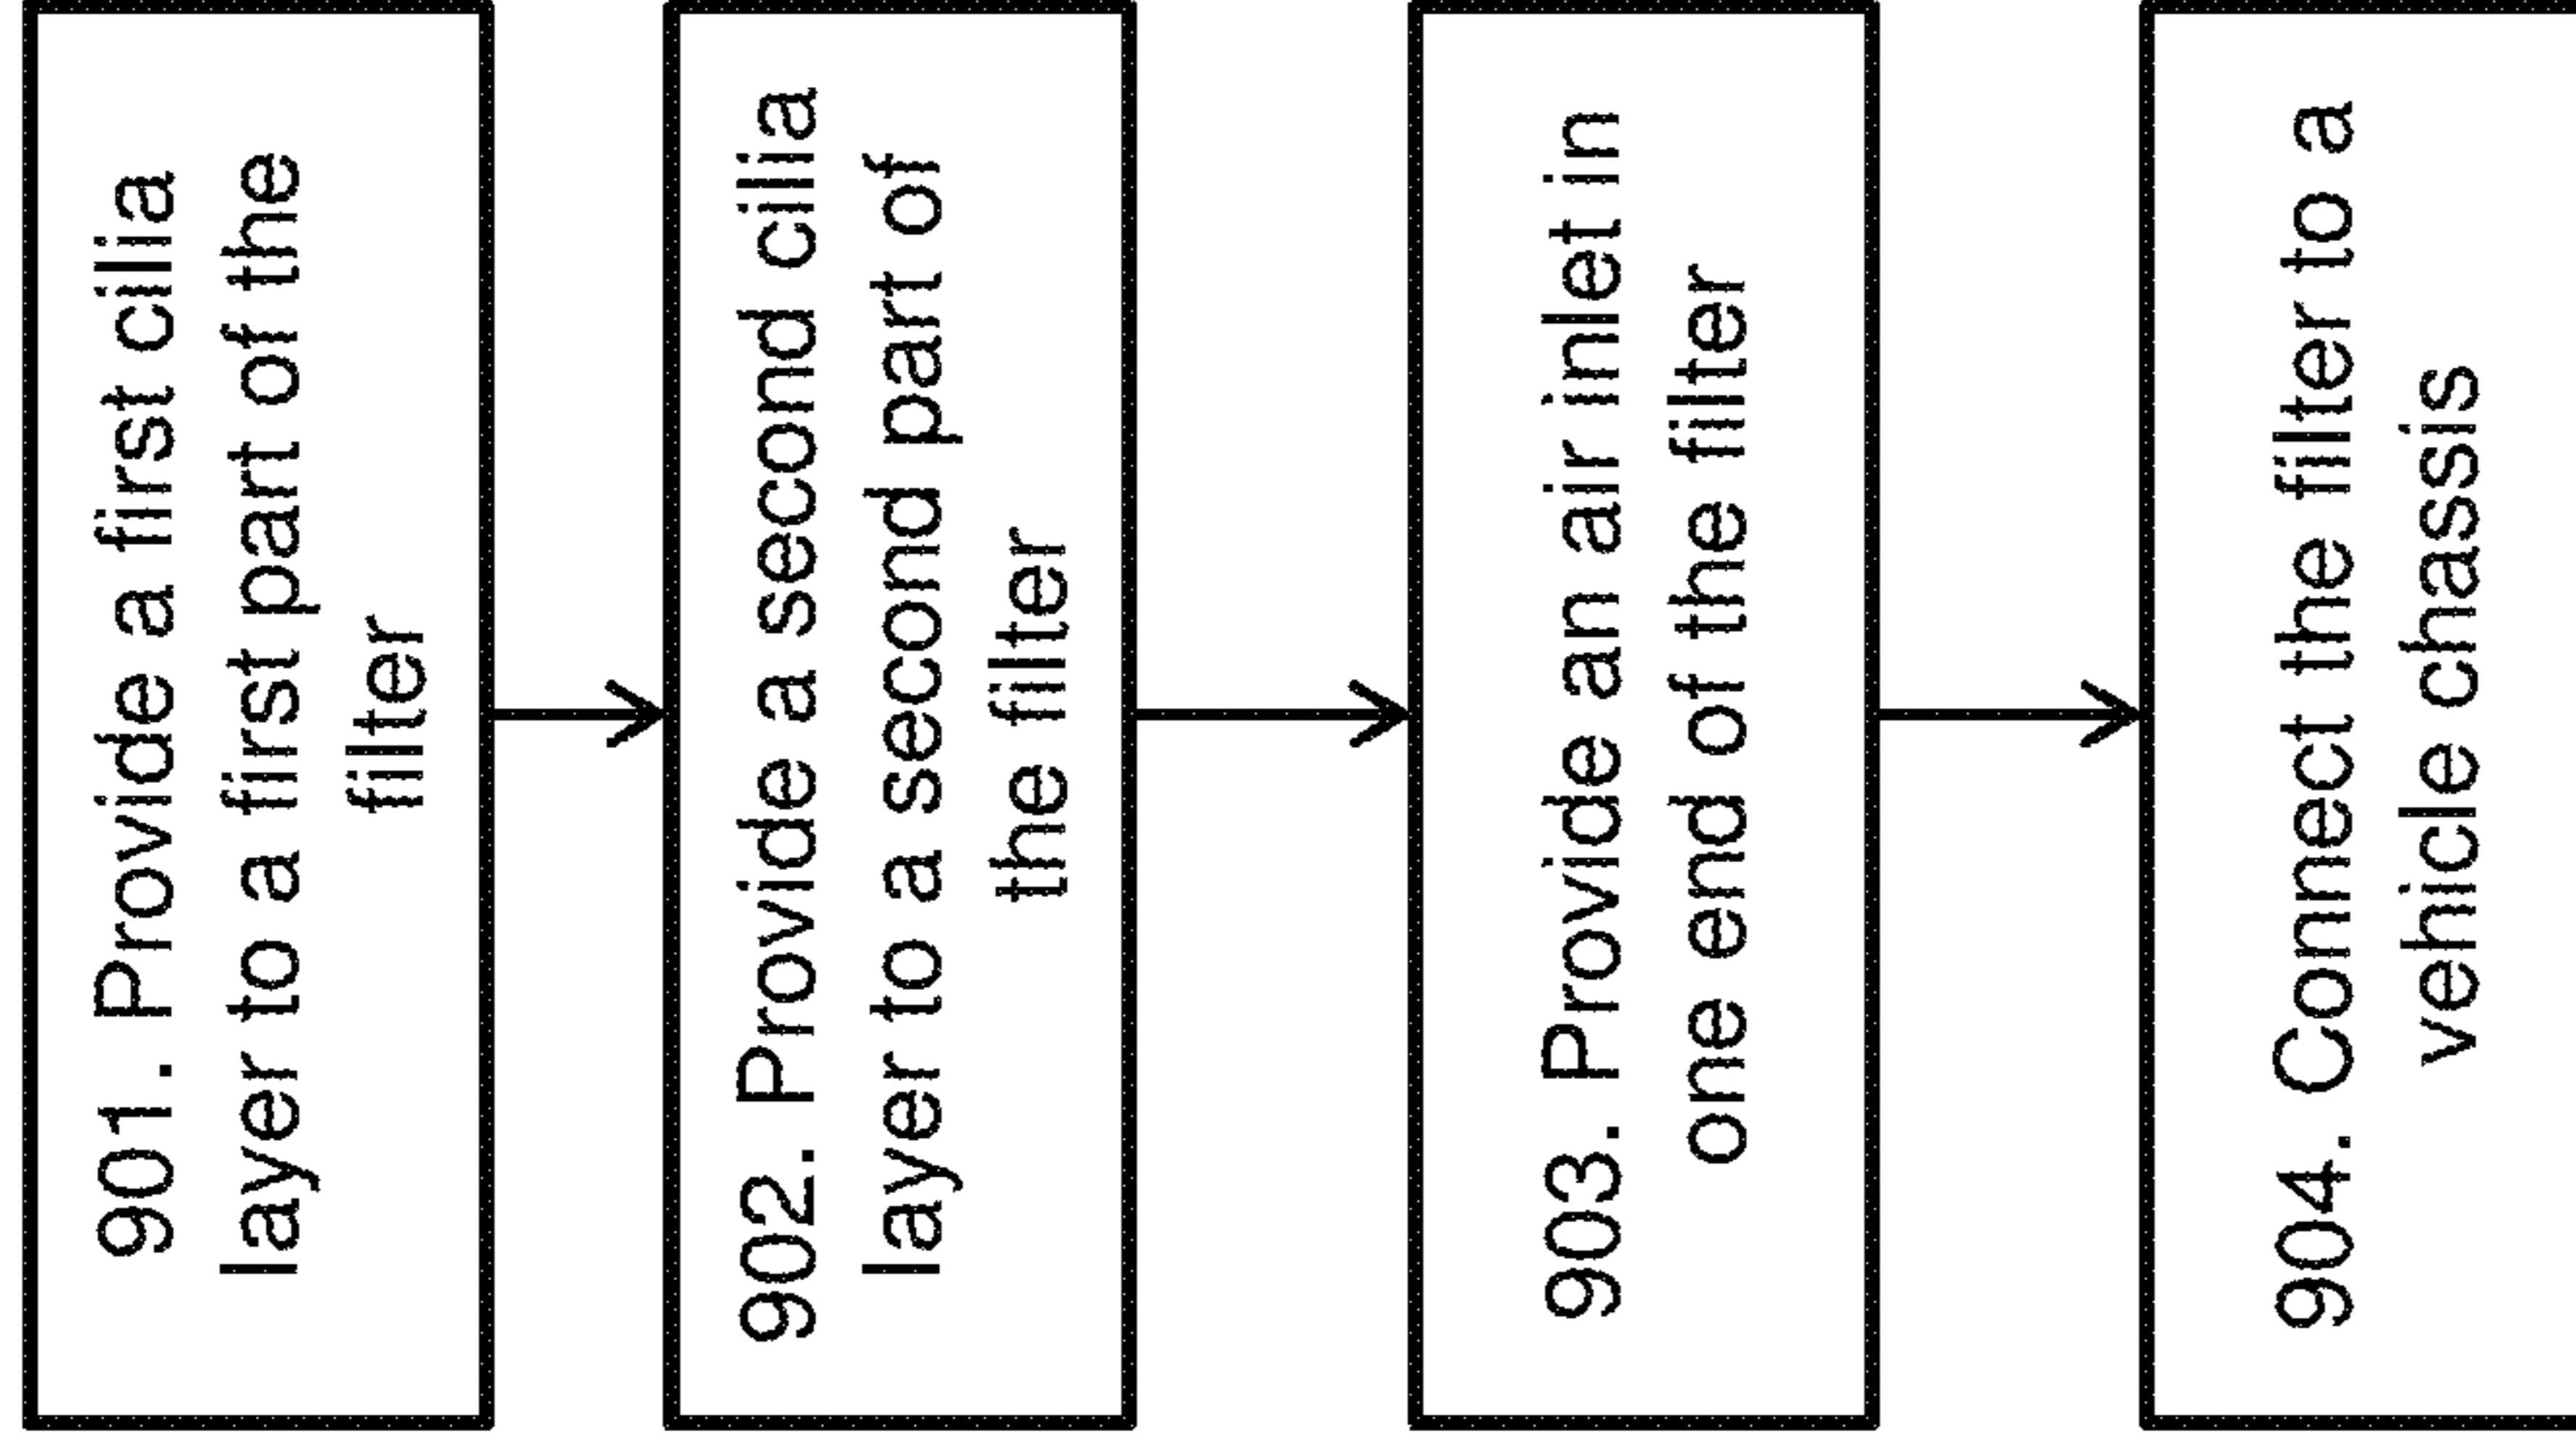 901. Provide a first cilia
layer to a first part of the
filter
902. Provide a second cilia
layer to a second part of
the filter
903. Provide an air inlet in
one end of the filter
904. Connect the filter to a
vehicle chassis